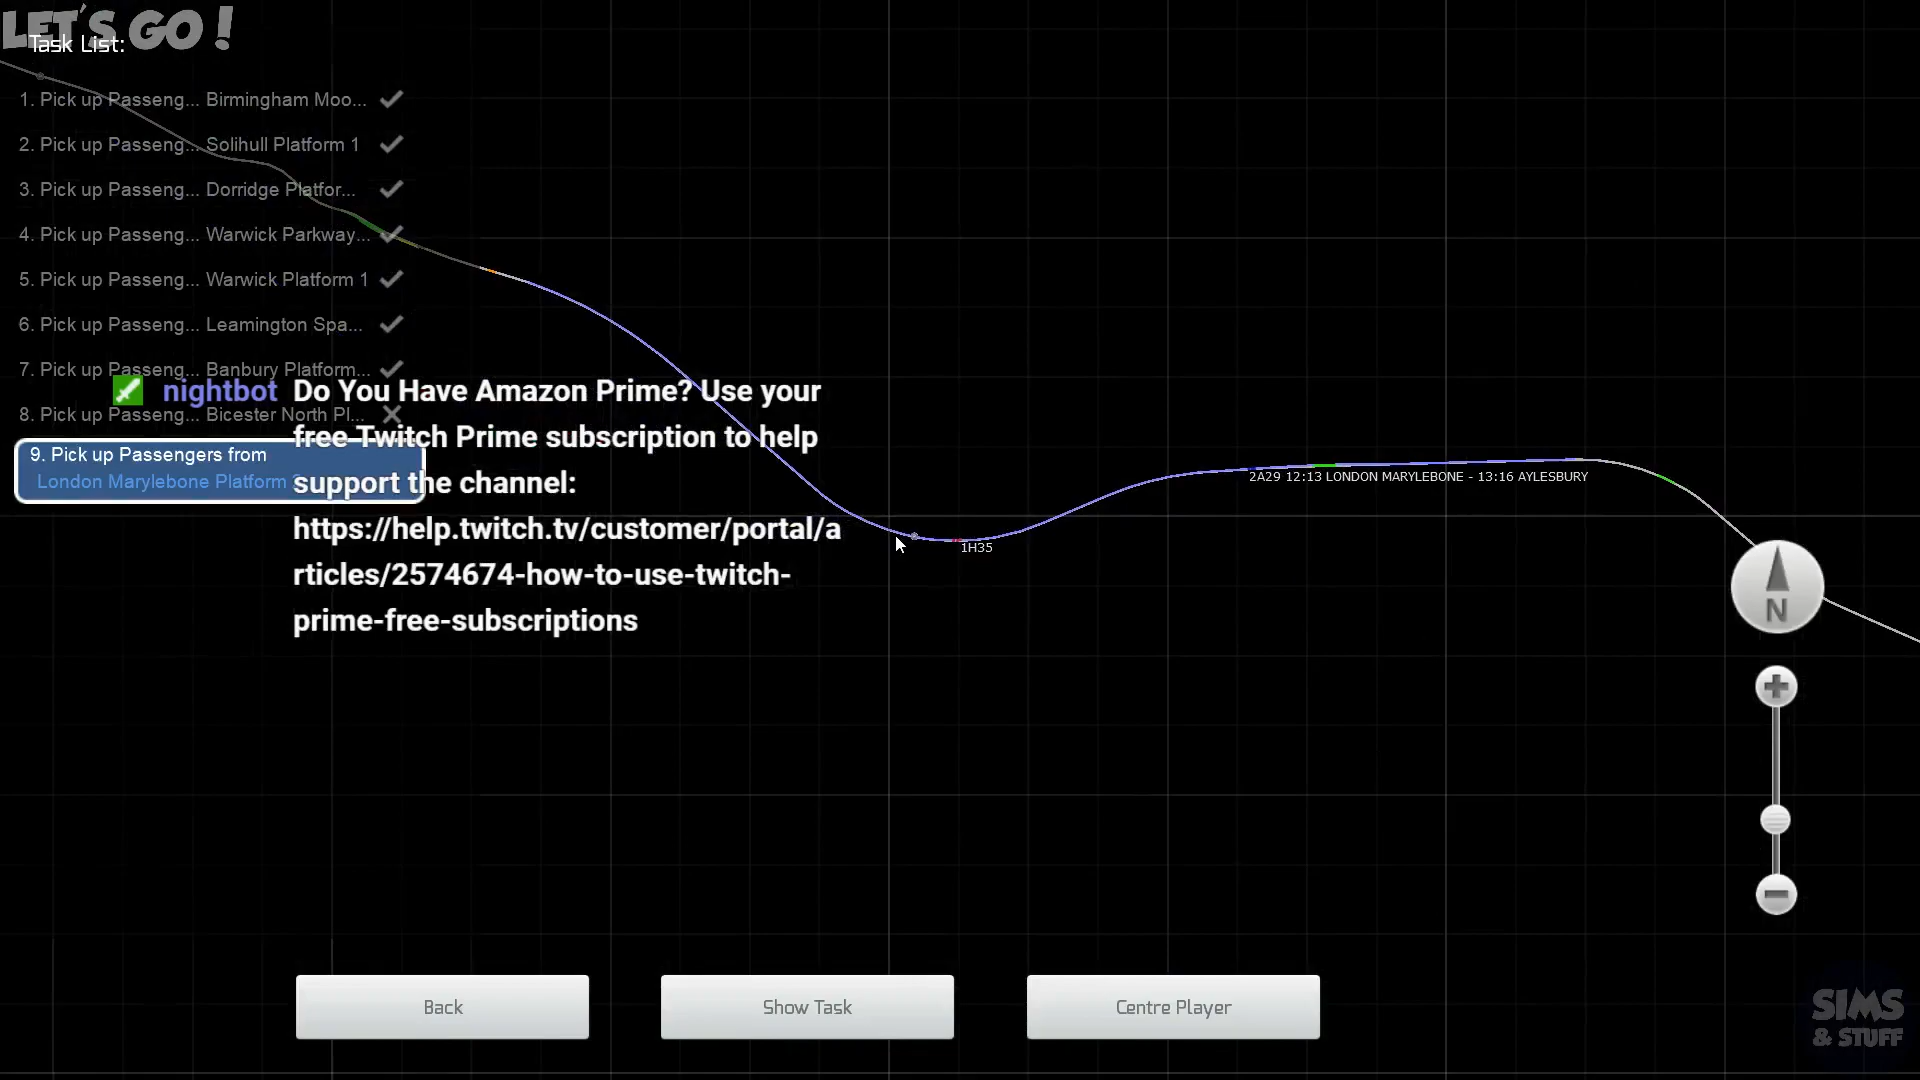 LET'S GO!
Task List:
1. Pick up Passeng... Birmingham Moo...
2. Pick up Passeng... Solihull Platform 1
3. Pick up Passeng... Dorridge Platfor...
4. Pick up Passeng... Warwick Parkway...
5. Pick up Passeng... Warwick Platform 1
6. Pick up Passeng... Leamington Spa...
7. Pick up Passeng... Banbury Platform...
8. Pick up Passeng... Bicester North Pl...
9. Pick up Passengers from
London Marylebone Platform
nightbot Do You Have Amazon Prime? Use your
free Twitch Prime subscription to help
support the channel:
https://help.twitch.tv/customer/portal/a
rticles/2574674-how-to-use-twitch-
prime-free-subscriptions
2A29 12:13 LONDON MARYLEBONE - 13:16 AYLESBURY
1H35
N
Back
Show Task
Centre Player
SIMS
& STUFF